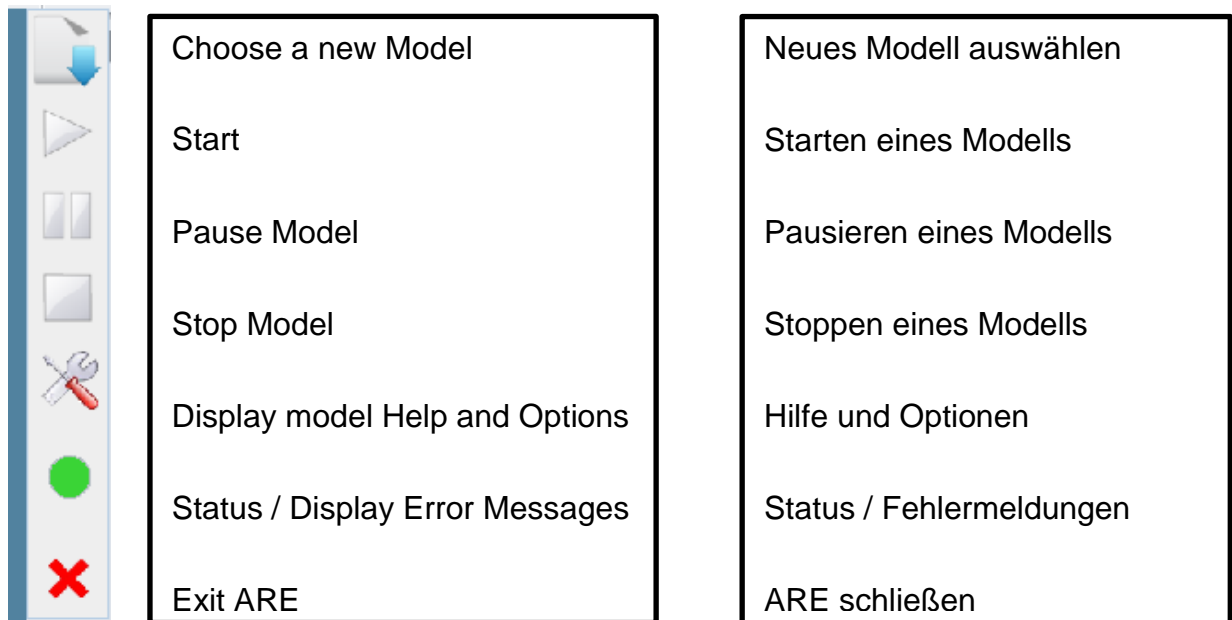 Choose a new Model
Start
Pause Model
Stop Model
Display model Help and Options
Status / Display Error Messages
Exit ARE
Neues Modell auswählen
Starten eines Modells
Pausieren eines Modells
Stoppen eines Modells
Hilfe und Optionen
Status / Fehlermeldungen
ARE schließen